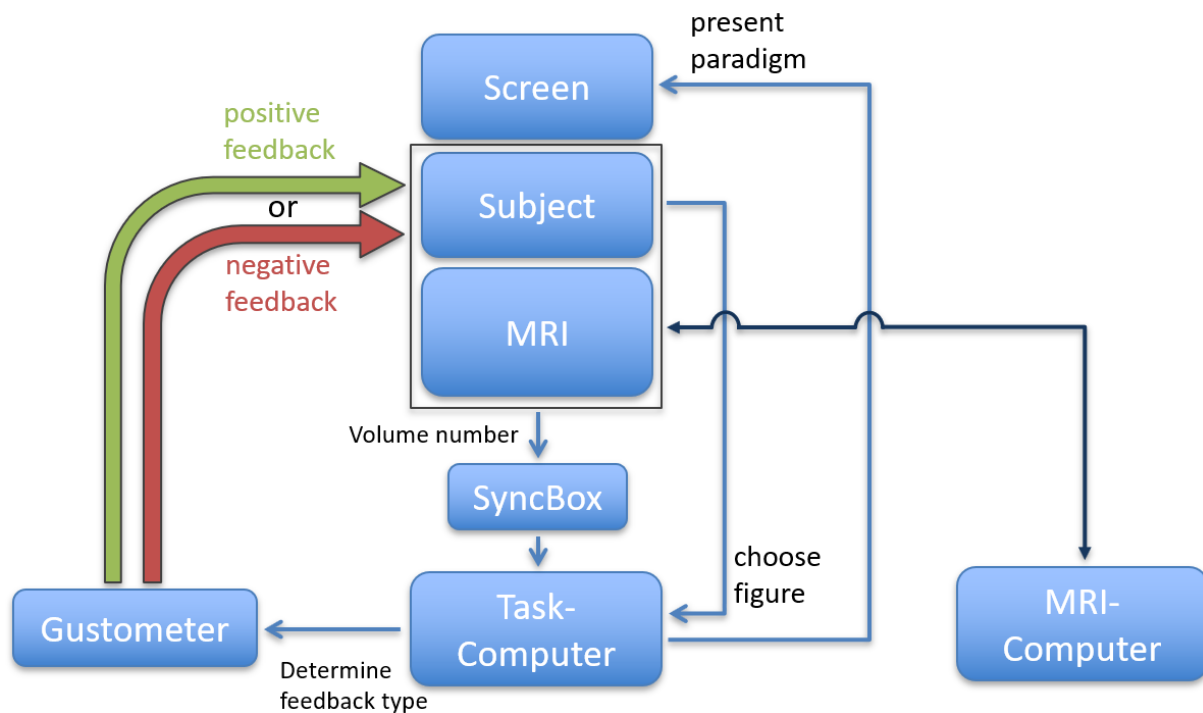 present
paradigm
Screen
positive
feedback
Subject
or
negative
feedback
MRI
Volume number
SyncBox
choose
figure
Task-
Computer
Gustometer
MRI-
Computer
Determine
feedback type